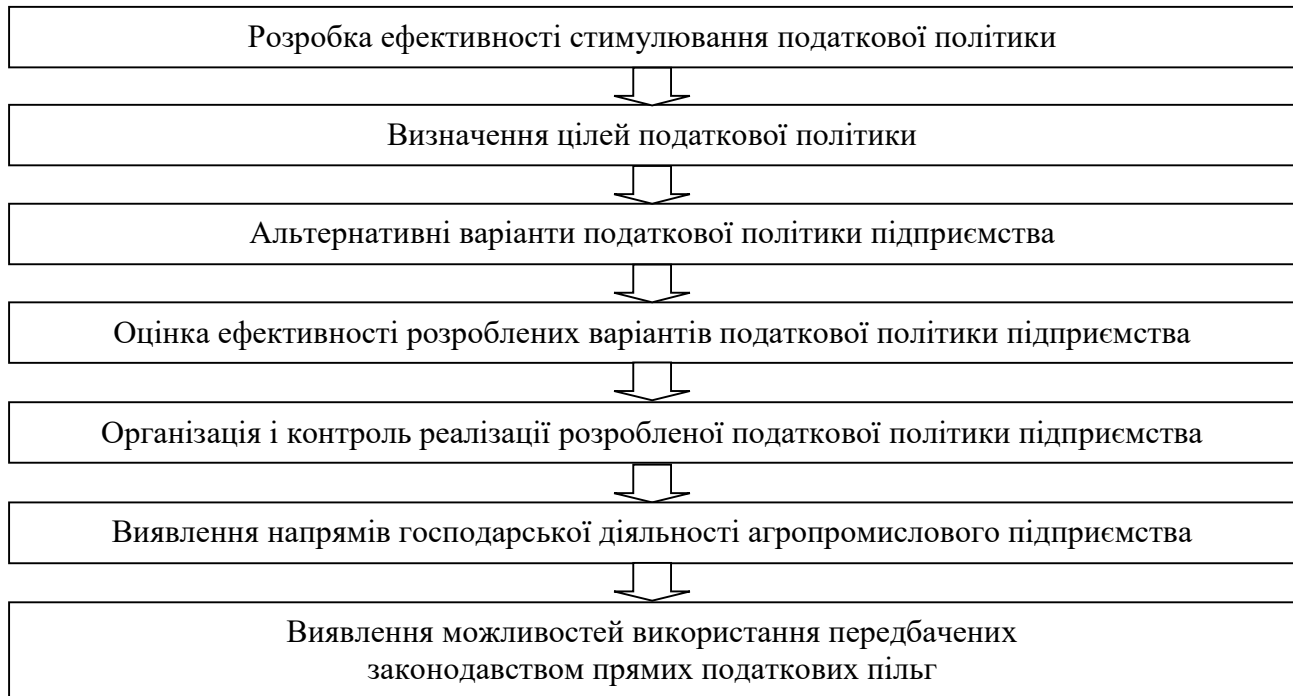 Розробка ефективності стимулювання податкової політики
Визначення цілей податкової політики
Альтернативні варіанти податкової політики підприємства
Оцінка ефективності розроблених варіантів податкової політики підприємства
Організація і контроль реалізації розробленої податкової політики підприємства
Виявлення напрямів господарської діяльності агропромислового підприємства
Виявлення можливостей використання передбачених
законодавством прямих податкових пільг